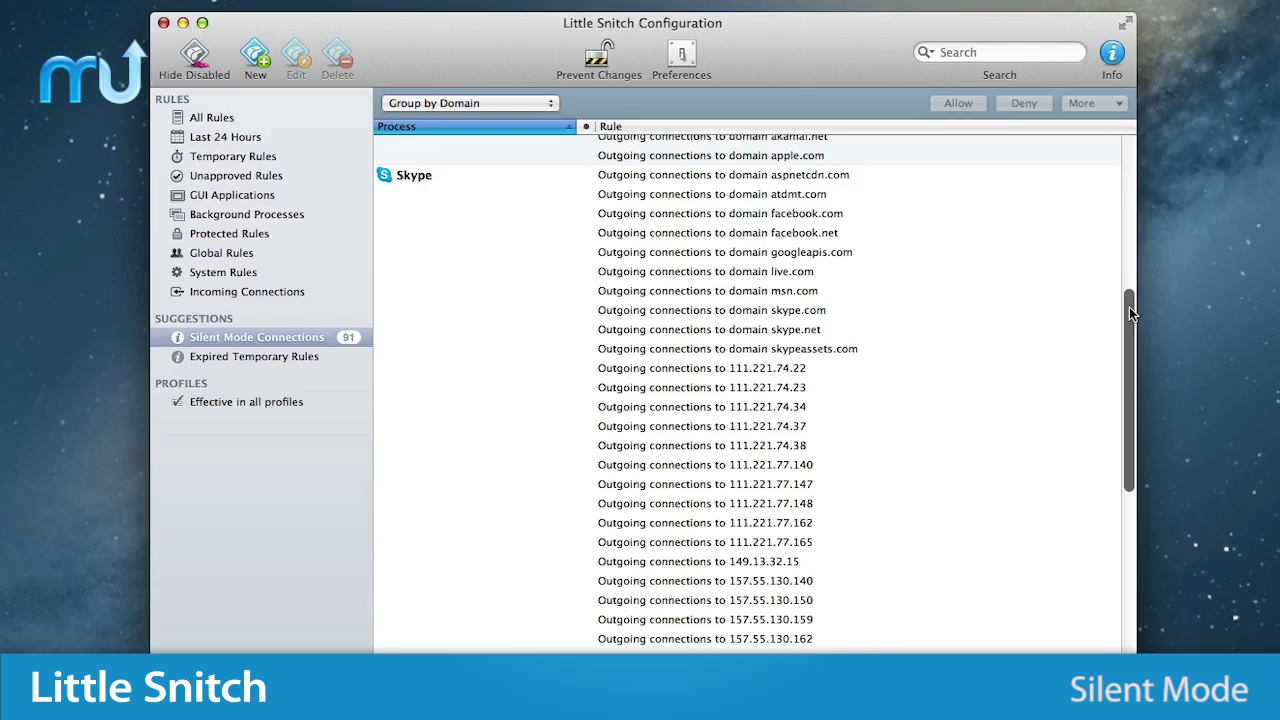 Little Snitch Configuration
mu
Hide Disabled
New
Edit
Delete
Prevent Changes
Preferences
Search
Search
Info
RULES
All Rules
Last 24 Hours
Temporary Rules
Unapproved Rules
GUI Applications
Background Processes
Protected Rules
Global Rules
System Rules
Incoming Connections
SUGGESTIONS
Silent Mode Connections 91
Expired Temporary Rules
PROFILES
Effective in all profiles
Group by Domain
Allow
Deny
More
Process
Rule
Outgoing connections to domain akamai.net
Outgoing connections to domain apple.com
Skype
Outgoing connections to domain aspnetcdn.com
Outgoing connections to domain atdmt.com
Outgoing connections to domain facebook.com
Outgoing connections to domain facebook.net
Outgoing connections to domain googleapis.com
Outgoing connections to domain live.com
Outgoing connections to domain msn.com
Outgoing connections to domain skype.com
Outgoing connections to domain skype.net
Outgoing connections to domain skypeassets.com
Outgoing connections to 111.221.74.22
Outgoing connections to 111.221.74.23
Outgoing connections to 111.221.74.34
Outgoing connections to 111.221.74.37
Outgoing connections to 111.221.74.38
Outgoing connections to 111.221.77.140
Outgoing connections to 111.221.77.147
Outgoing connections to 111.221.77.148
Outgoing connections to 111.221.77.162
Outgoing connections to 111.221.77.165
Outgoing connections to 149.13.32.15
Outgoing connections to 157.55.130.140
Outgoing connections to 157.55.130.150
Outgoing connections to 157.55.130.159
Outgoing connections to 157.55.130.162
Little Snitch
Silent Mode